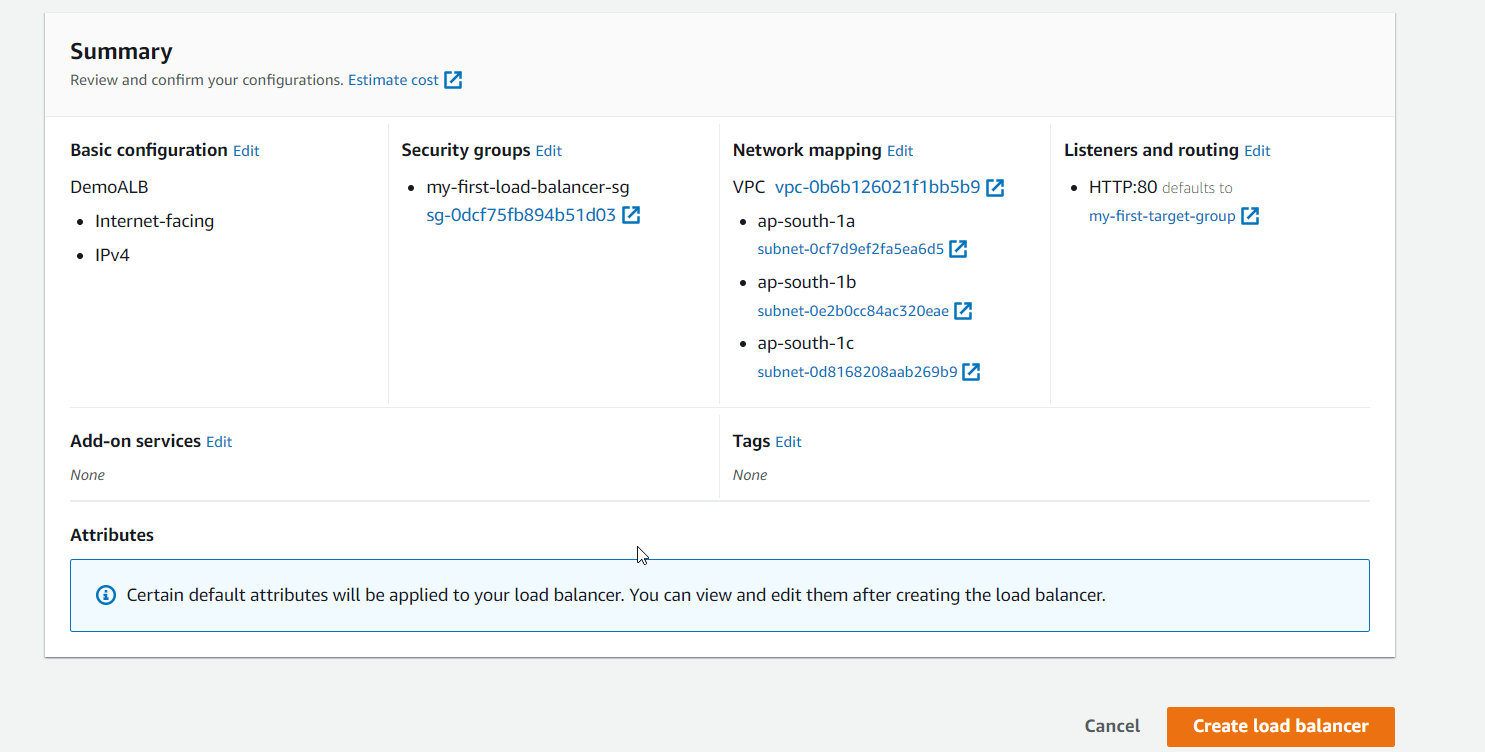 Summary
Review and confirm your configurations. Estimate cost
Basic configuration Edit
DemoALB
Internet-facing
IPv4
Security groups Edit
my-first-load-balancer-sg
sg-0dcf75fb894b51d03
Network mapping Edit
VPC vpc-0b6b126021f1bb5b9
ap-south-1a
subnet-0cf7d9ef2fa5ea6d5
ap-south-1b
subnet-0e2b0cc84ac320eae
ap-south-1c
subnet-0d8168208aab269b9
Listeners and routing Edit
HTTP:80 defaults to
my-first-target-group
Add-on services Edit
None
Tags Edit
None
Attributes
Certain default attributes will be applied to your load balancer. You can view and edit them after creating the load balancer.
Cancel
Create load balancer